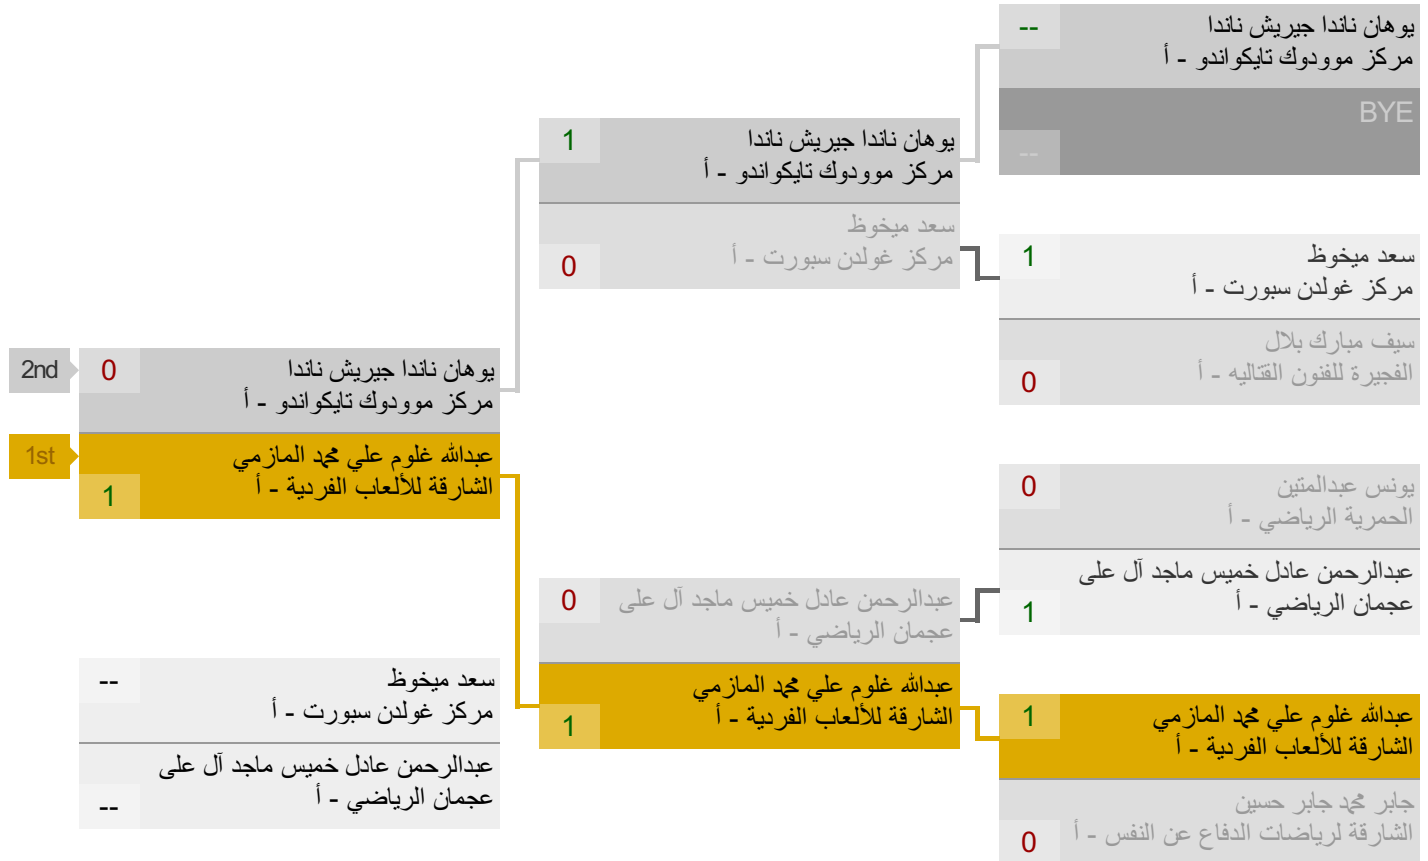 --
يوهان ناندا جيريش ناندا
مركز موودوك تايكواندو - أ
BYE
--
1
يوهان ناندا جيريش ناندا
مركز موودوك تايكواندو - أ
سعد ميخوظ
مركز غولدن سبورت - أ
0
1
سعد ميخوظ
مركز غولدن سبورت - أ
سيف مبارك بلال
الفجيرة للفنون القتاليه - أ
0
2nd
0
يوهان ناندا جيريش ناندا
مركز موودوك تايكواندو - أ
1st
عبدالله غلوم علي محمد المازمي
الشارقة للألعاب الفردية - أ
1
0
يونس عبدالمتين
الحمرية الرياضي - أ
عبدالرحمن عادل خميس ماجد آل على
عجمان الرياضي - أ
1
0
عبدالرحمن عادل خميس ماجد آل على
عجمان الرياضي - أ
عبدالله غلوم علي محمد المازمي
الشارقة للألعاب الفردية - أ
1
--
سعد ميخوظ
مركز غولدن سبورت - أ
عبدالرحمن عادل خميس ماجد آل على
عجمان الرياضي - أ
--
1
عبدالله غلوم علي محمد المازمي
الشارقة للألعاب الفردية - أ
جابر محمد جابر حسين
الشارقة لرياضات الدفاع عن النفس - أ
0